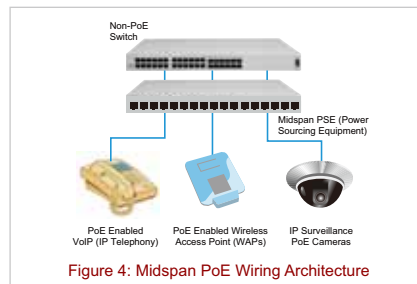 Non-PoE
Switch
Midspan PSE (Power
Sourcing Equipment)
PoE Enabled
VoIP (IP Telephony)
PoE Enabled Wireless
Access Point (WAPs)
IP Surveillance
PoE Cameras
Figure 4: Midspan PoE Wiring Architecture